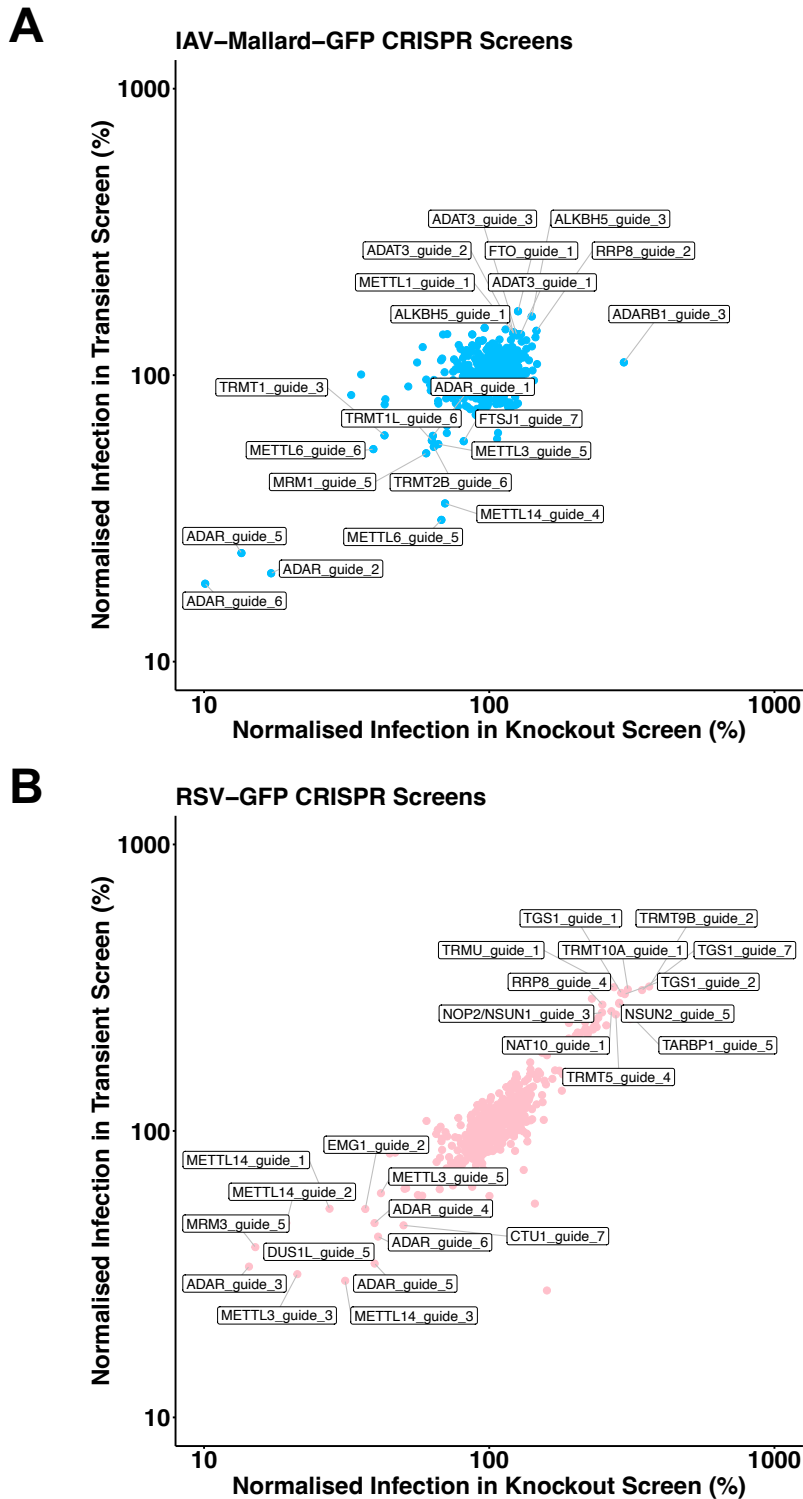 A
IAV−Mallard−GFP CRISPR Screens
Normalised Infection in Transient Screen (%)
1000
100
10
ADAT3_guide_3
ALKBH5_guide_3
ADAT3_guide_2
FTO_guide_1
RRP8_guide_2
METTL1_guide_1
ADAT3_guide_1
ALKBH5_guide_1
ADARB1_guide_3
TRMT1_guide_3
ADAR_guide_1
TRMT1L_guide_6
FTSJ1_guide_7
METTL6_guide_6
METTL3_guide_5
MRM1_guide_5
TRMT2B_guide_6
METTL14_guide_4
METTL6_guide_5
ADAR_guide_5
ADAR_guide_2
ADAR_guide_6
10
100
1000
Normalised Infection in Knockout Screen (%)
B
RSV−GFP CRISPR Screens
Normalised Infection in Transient Screen (%)
1000
100
10
TGS1_guide_1
TRMT9B_guide_2
TRMU_guide_1
TRMT10A_guide_1
TGS1_guide_7
RRP8_guide_4
TGS1_guide_2
NOP2/NSUN1_guide_3
NSUN2_guide_5
NAT10_guide_1
TARBP1_guide_5
TRMT5_guide_4
EMG1_guide_2
METTL14_guide_1
METTL3_guide_5
METTL14_guide_2
ADAR_guide_4
MRM3_guide_5
CTU1_guide_7
ADAR_guide_6
DUS1L_guide_5
ADAR_guide_3
ADAR_guide_5
METTL3_guide_3
METTL14_guide_3
10
100
1000
Normalised Infection in Knockout Screen (%)